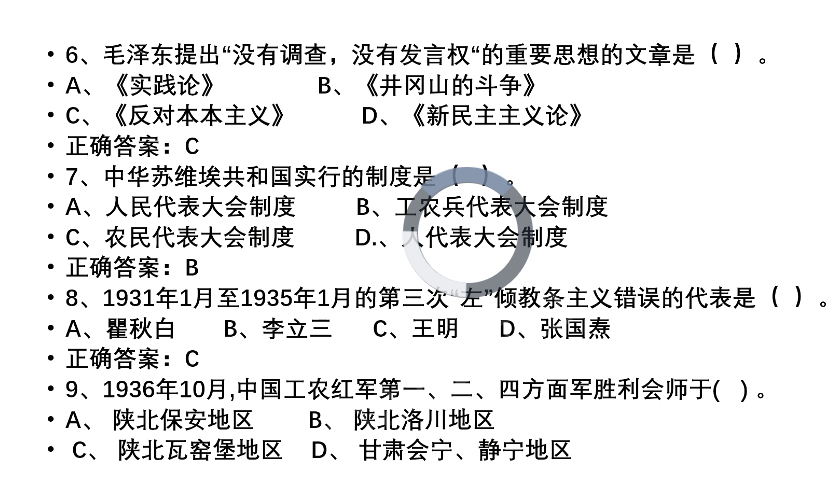 • 6、毛泽东提出“没有调查，没有发言权“的重要思想的文章是（ ）。
• A、《实践论》 B、《井冈山的斗争》
• C、《反对本本主义》 D、《新民主主义论》
• 正确答案：C
• 7、中华苏维埃共和国实行的制度是（ ）。
• A、人民代表大会制度 B、工农兵代表大会制度
• C、农民代表大会制度 D.、人代表大会制度
• 正确答案：B
• 8、1931年1月至1935年1月的第三次“左”倾教条主义错误的代表是（ ）。
• A、瞿秋白 B、李立三 C、王明 D、张国焘
• 正确答案：C
• 9、1936年10月,中国工农红军第一、二、四方面军胜利会师于( )。
• A、 陕北保安地区 B、 陕北洛川地区
• C、 陕北瓦窑堡地区 D、 甘肃会宁、静宁地区